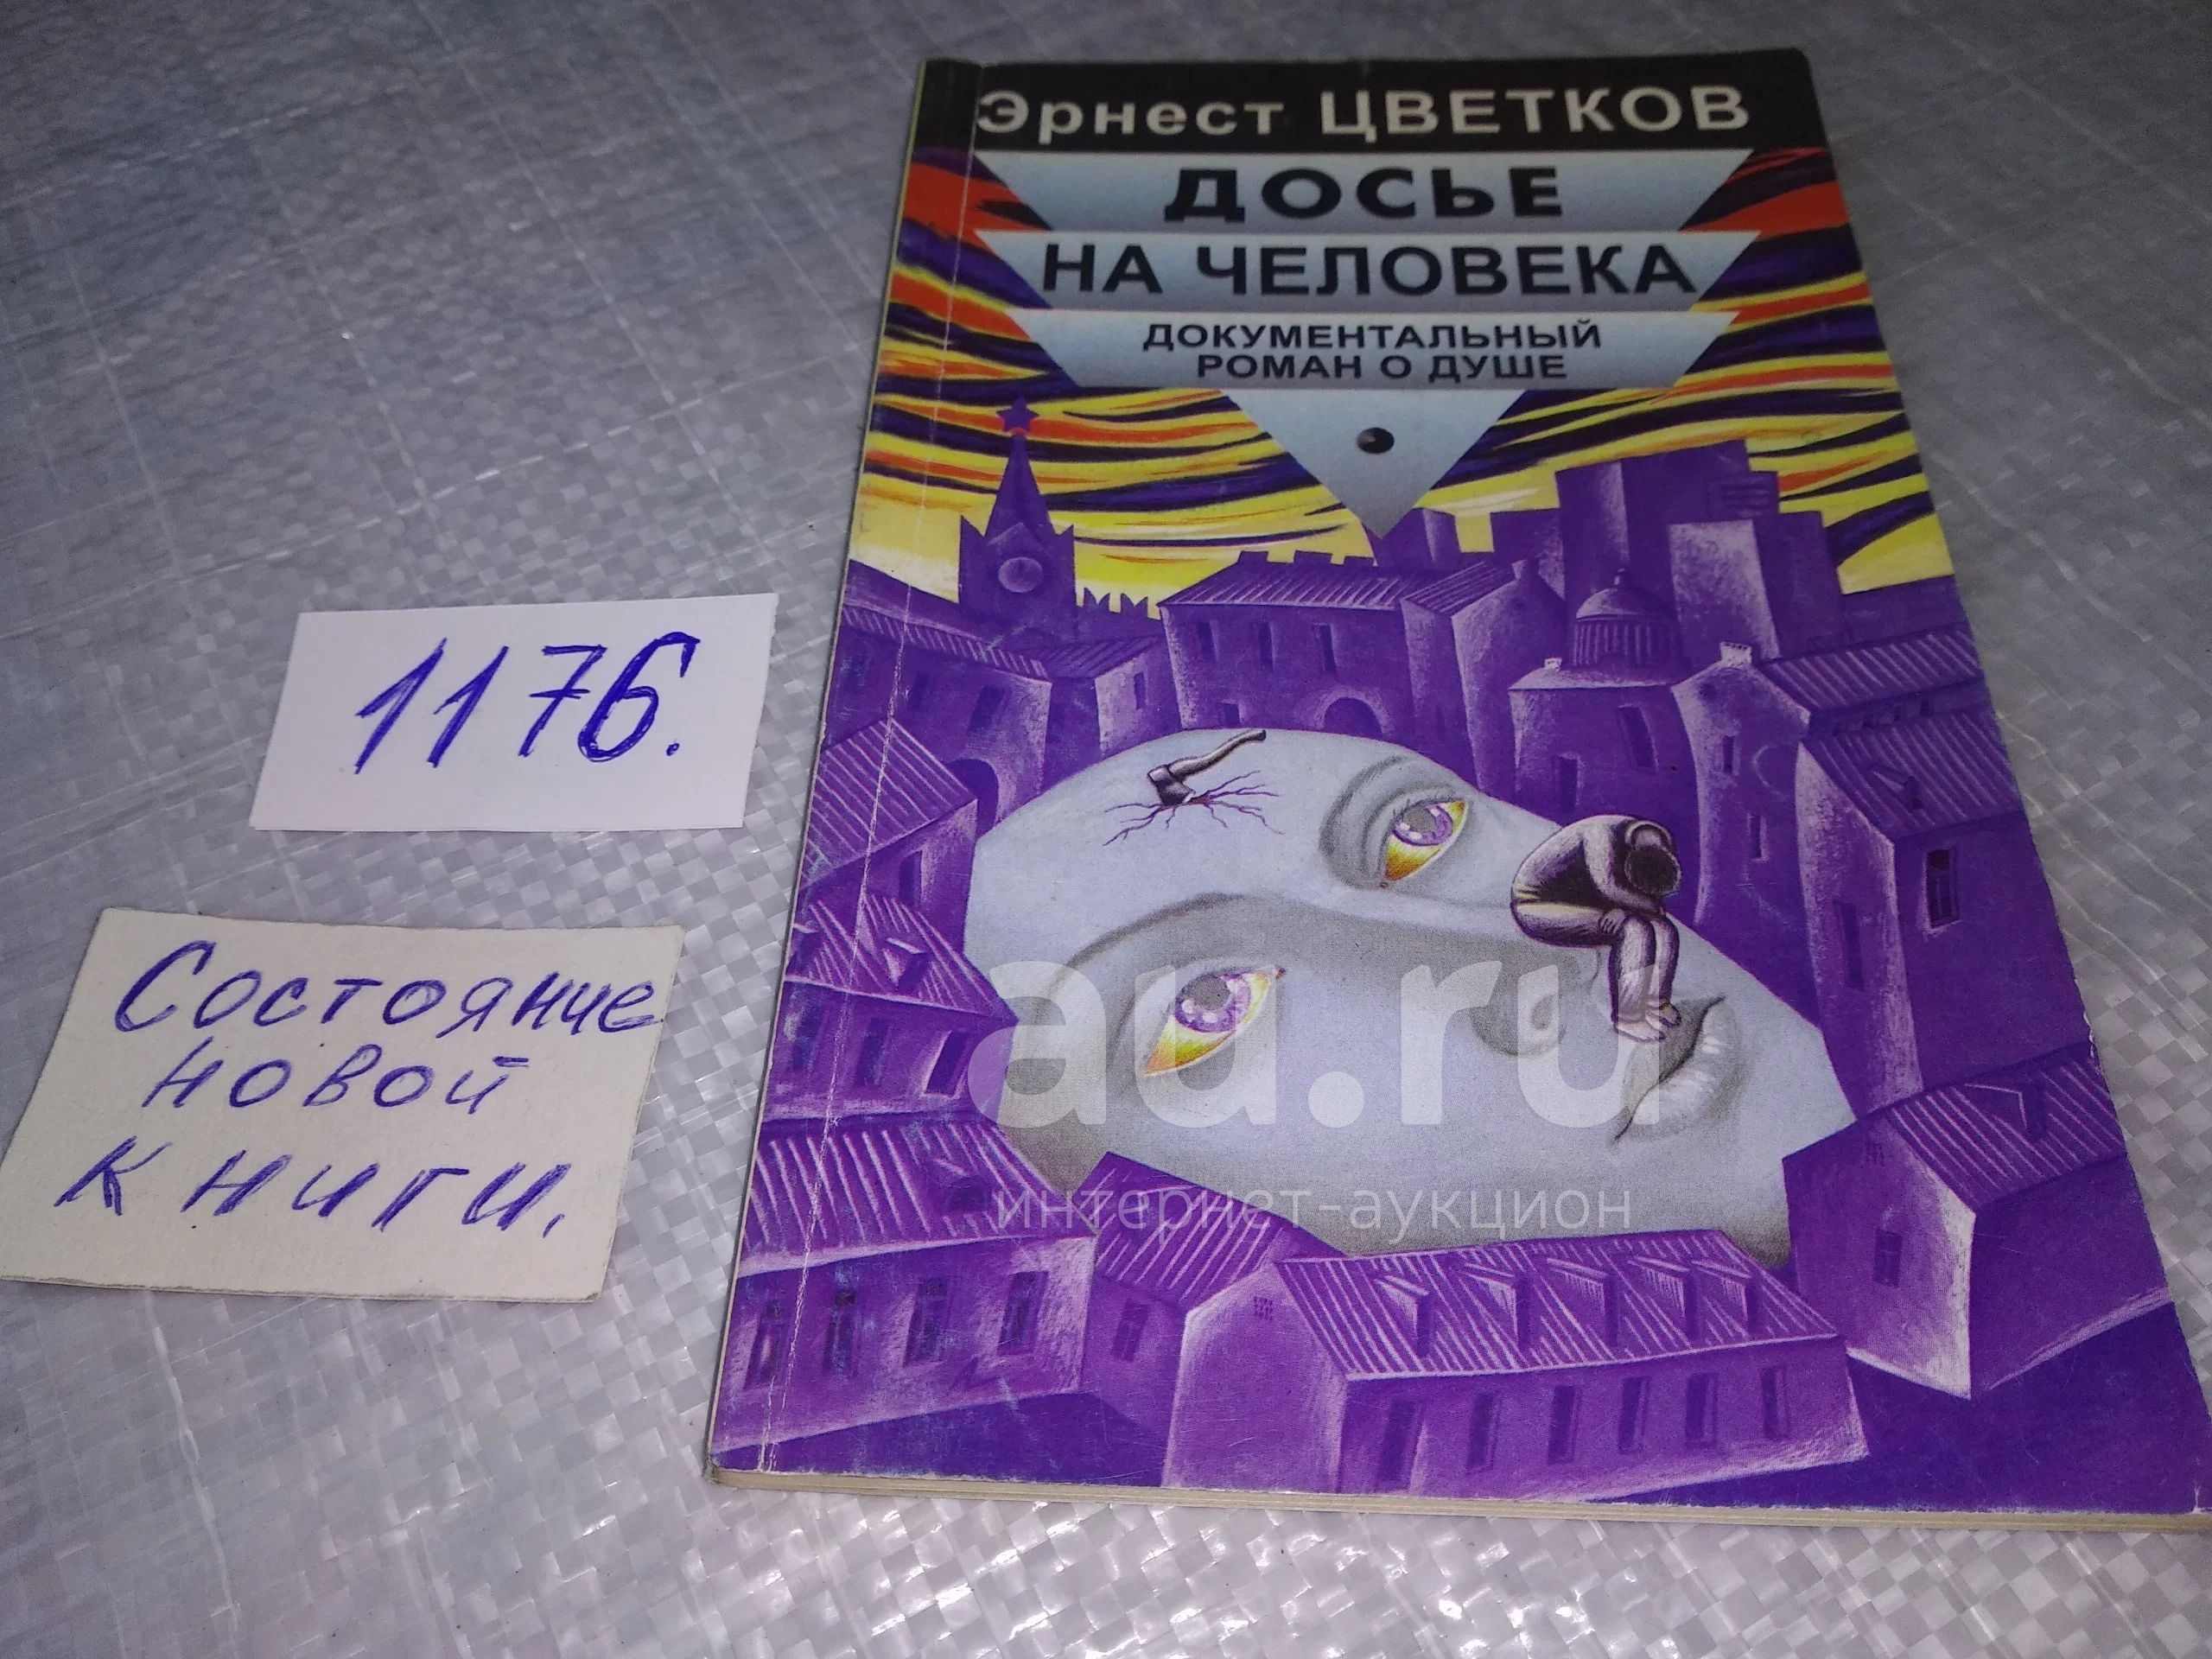 Эрнест ЦВЕТКОВ
ДОСЬЕ
НА ЧЕЛОВЕКА
ДОКУМЕНТАЛЬНЫЙ
РОМАН О ДУШЕ
1176.
Состояние
новой
книги.
au.ru
интернет-аукцион